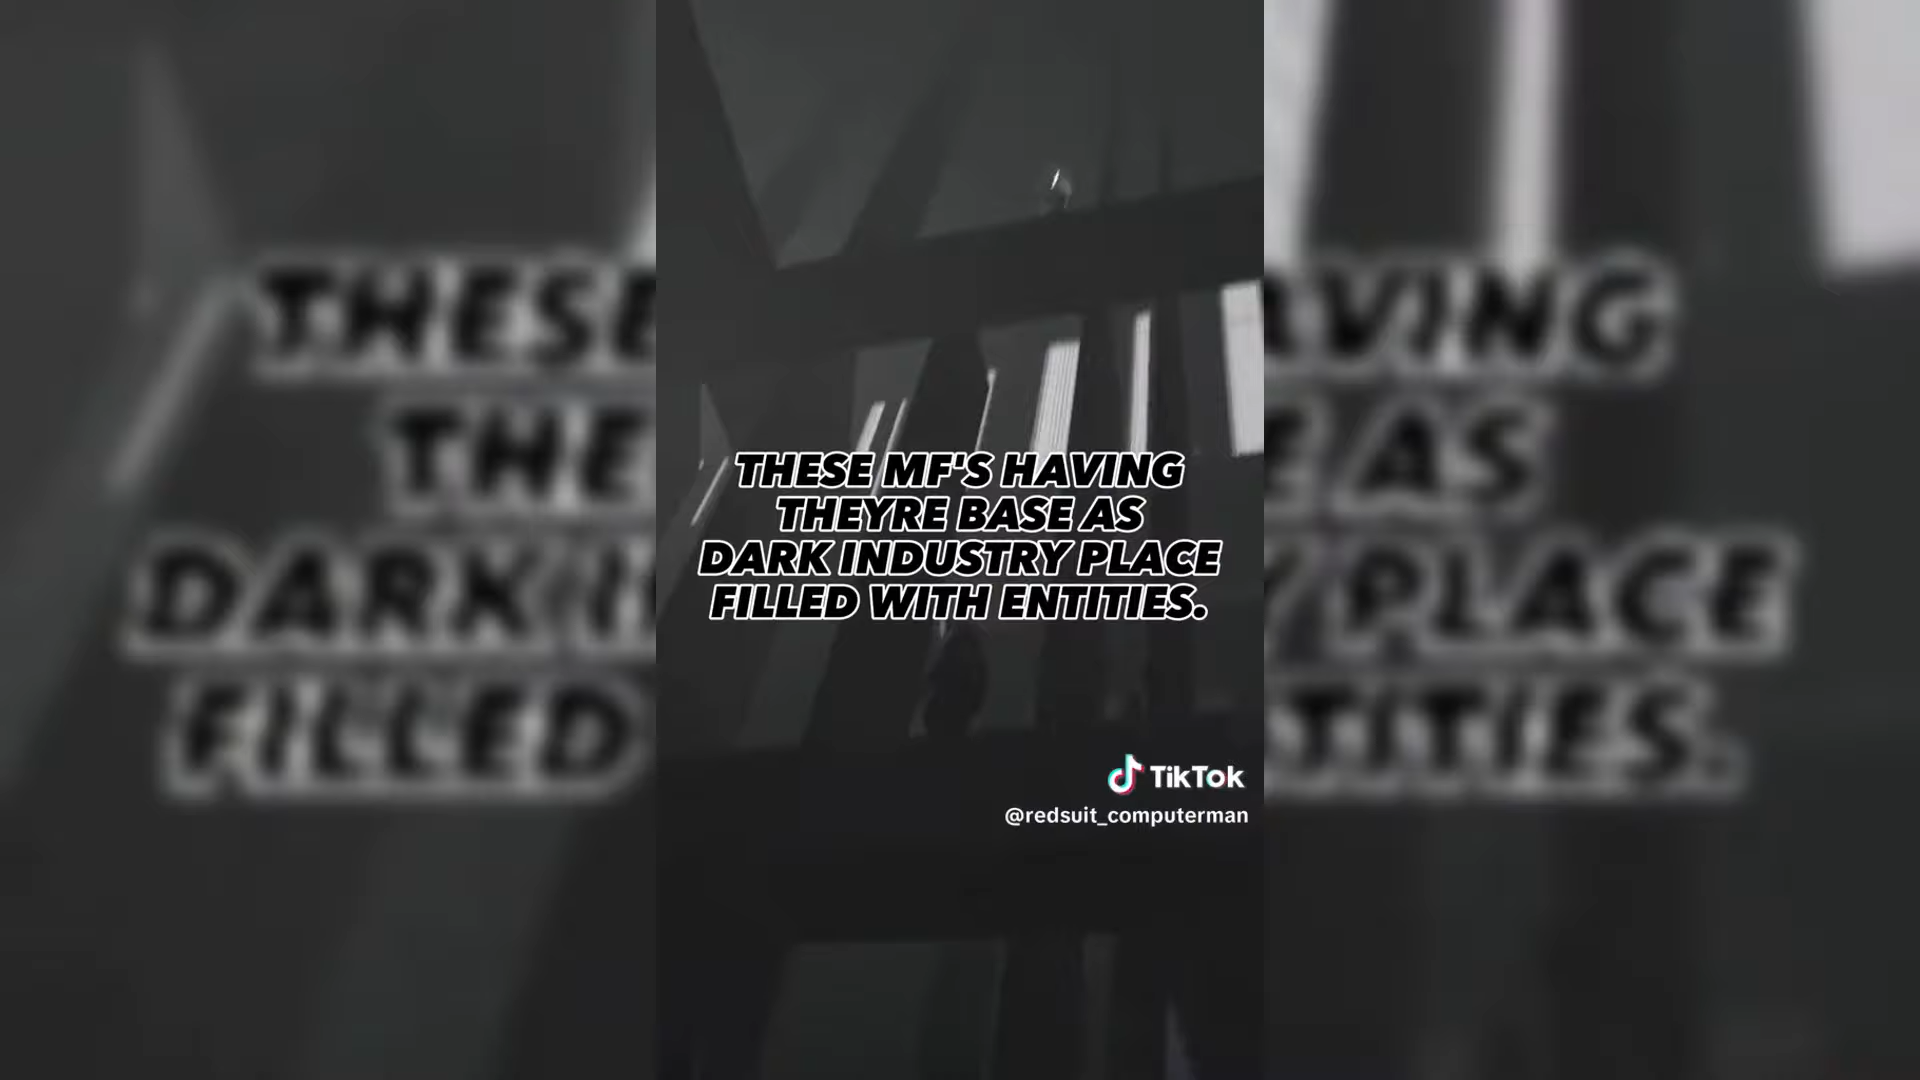 THESE MF'S HAVING
THEYRE BASE AS
DARK INDUSTRY PLACE
FILLED WITH ENTITIES.
TikTok
@redsuit_computerman